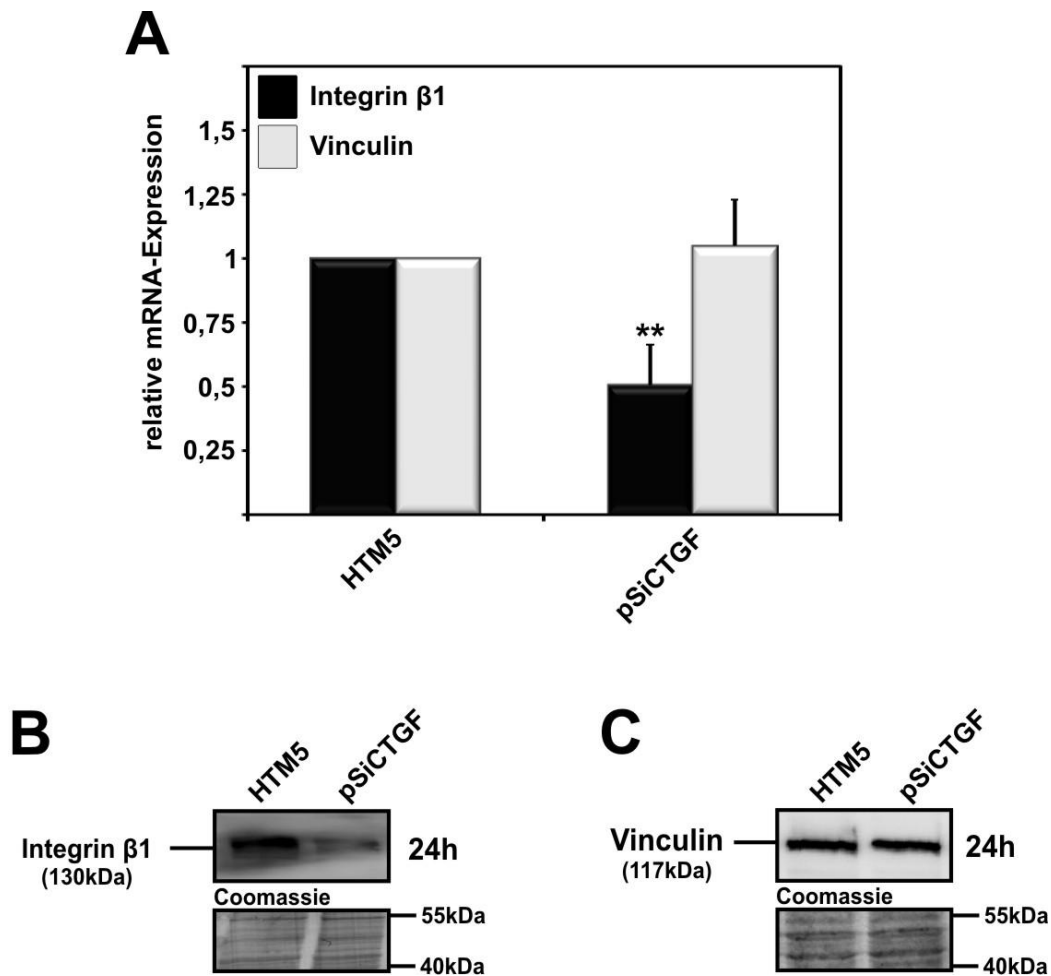 A
Integrin β1
Vinculin
relative mRNA-Expression
1,5
1,25
1
0,75
0,5
0,25
**
HTM5
pSiCTGF
B
HTM5
pSiCTGF
Integrin β1
(130kDa)
24h
Coomassie
55kDa
40kDa
C
HTM5
pSiCTGF
Vinculin
(117kDa)
24h
Coomassie
55kDa
40kDa